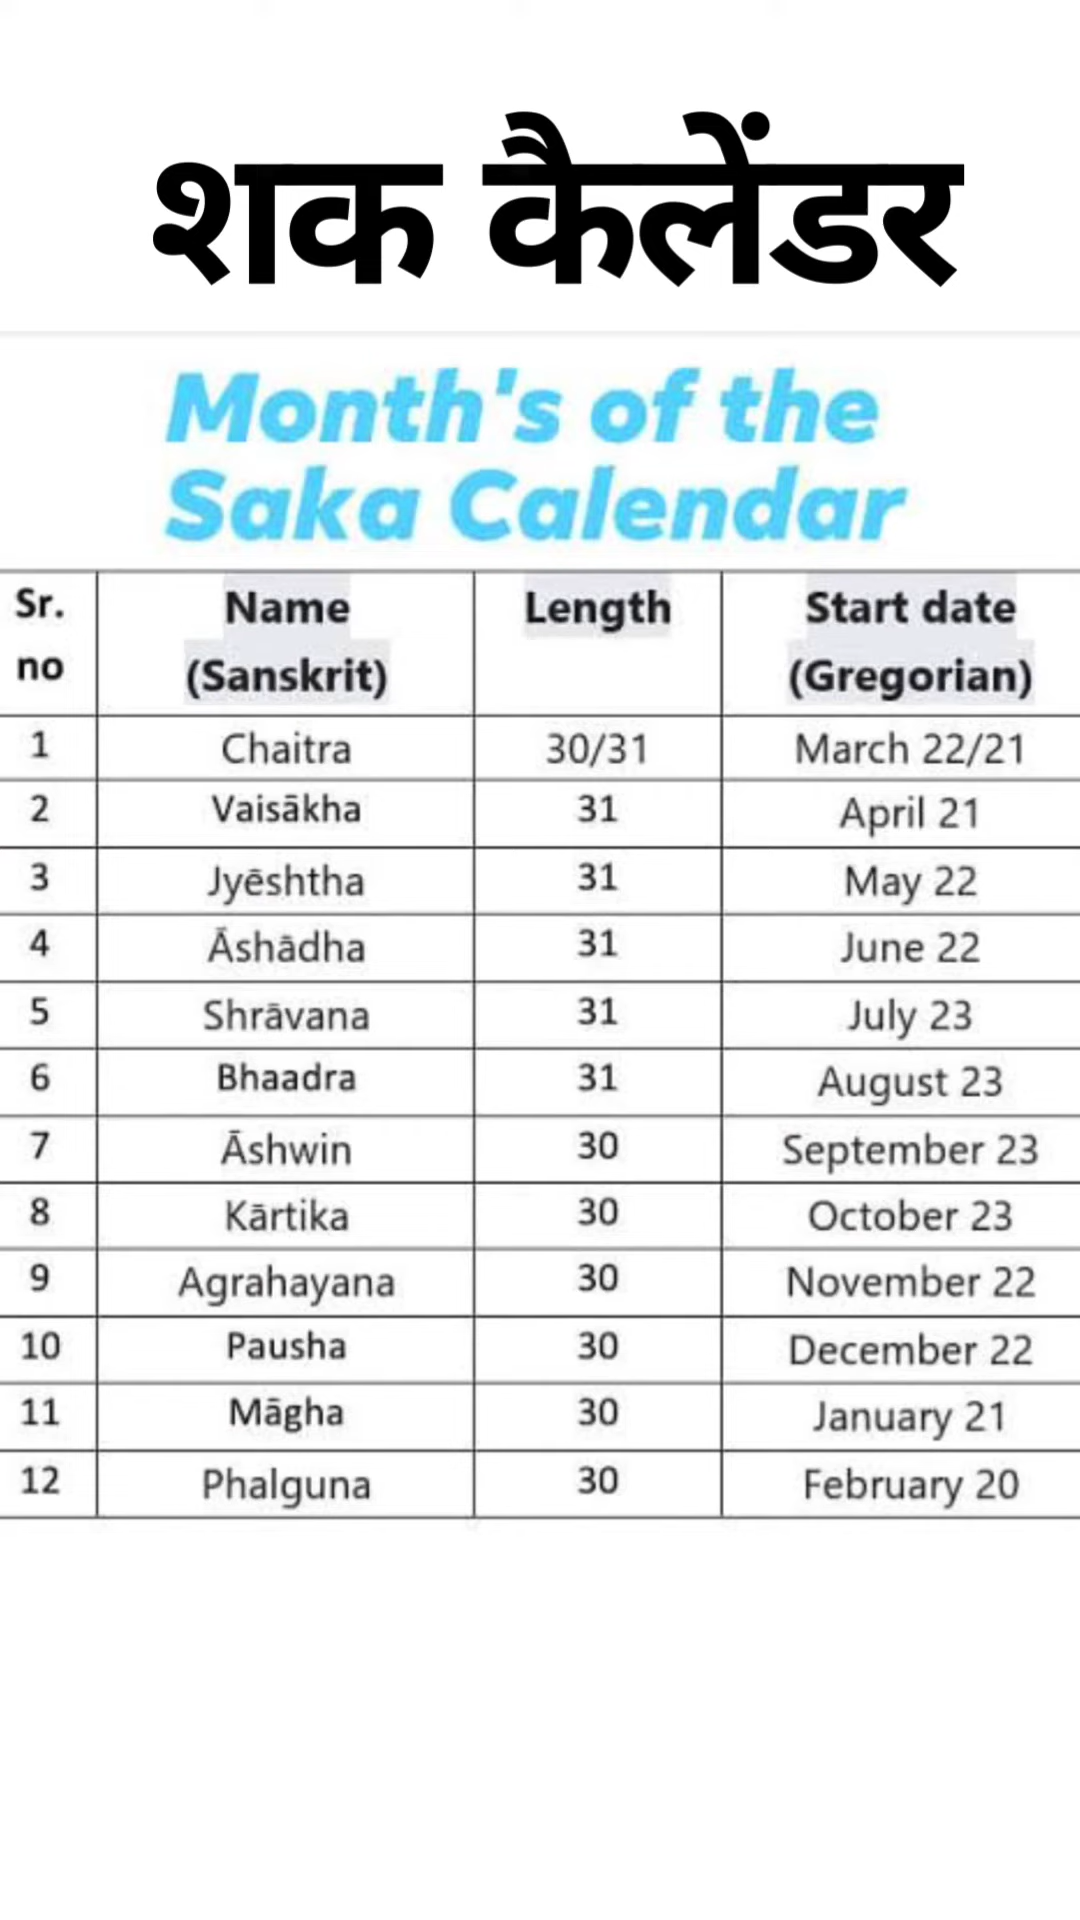 शक कैलेंडर
Month's of the
Saka Calendar
Sr. no Name (Sanskrit) Length Start date (Gregorian)
1 Chaitra 30/31 March 22/21
2 Vaisākha 31 April 21
3 Jyēshtha 31 May 22
4 Āshādha 31 June 22
5 Shrāvana 31 July 23
6 Bhaadra 31 August 23
7 Āshwin 30 September 23
8 Kārtika 30 October 23
9 Agrahayana 30 November 22
10 Pausha 30 December 22
11 Māgha 30 January 21
12 Phalguna 30 February 20